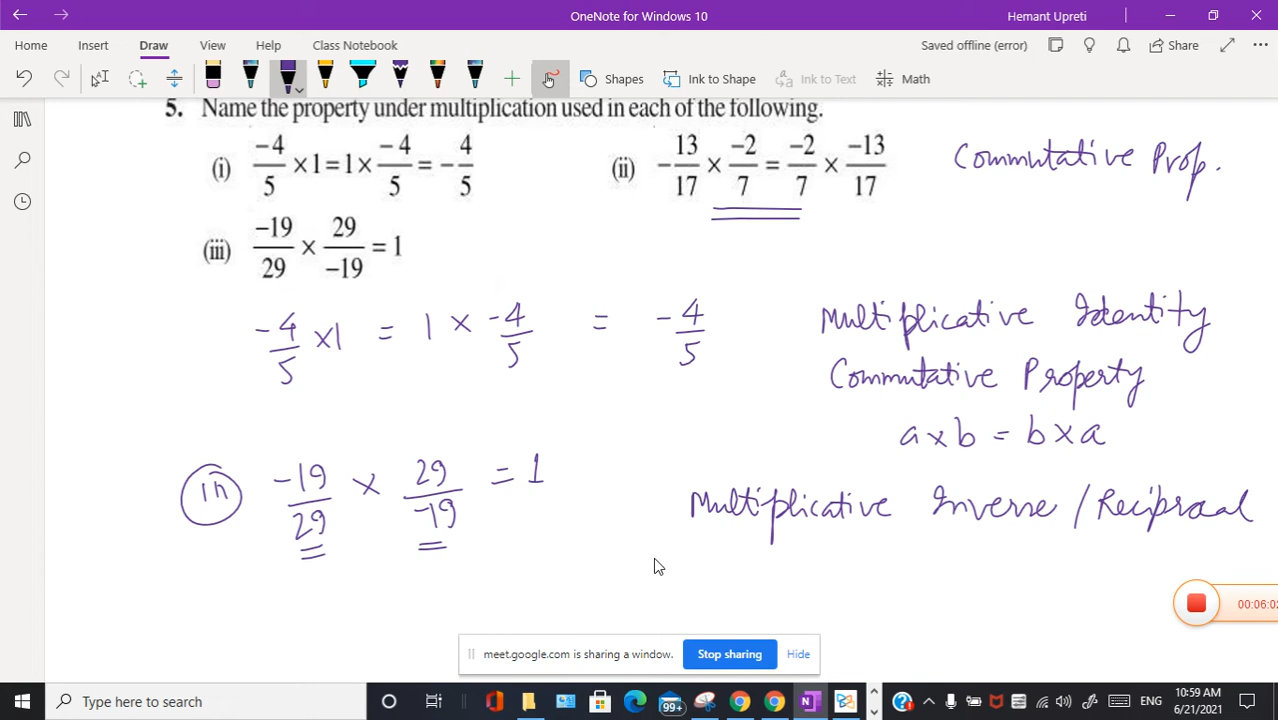 OneNote for Windows 10
Hemant Upreti
Home Insert Draw View Help Class Notebook
Saved offline (error) Share
Shapes Ink to Shape Ink to Text Math
5. Name the property under multiplication used in each of the following.
(i) -4/5 × 1 = 1 × -4/5 = -4/5
(ii) -13/17 × -2/7 = -2/7 × -13/17
Commutative Prop.
(iii) -19/29 × 29/-19 = 1
-4/5 ×1 = 1 × -4/5 = -4/5
Multiplicative Identity
Commutative Property
a×b = b×a
-19/29 × 29/-19 = 1
Multiplicative Inverse / Reciprocal
00:06:02
meet.google.com is sharing a window. Stop sharing Hide
Type here to search
99+
ENG
10:59 AM
6/21/2021